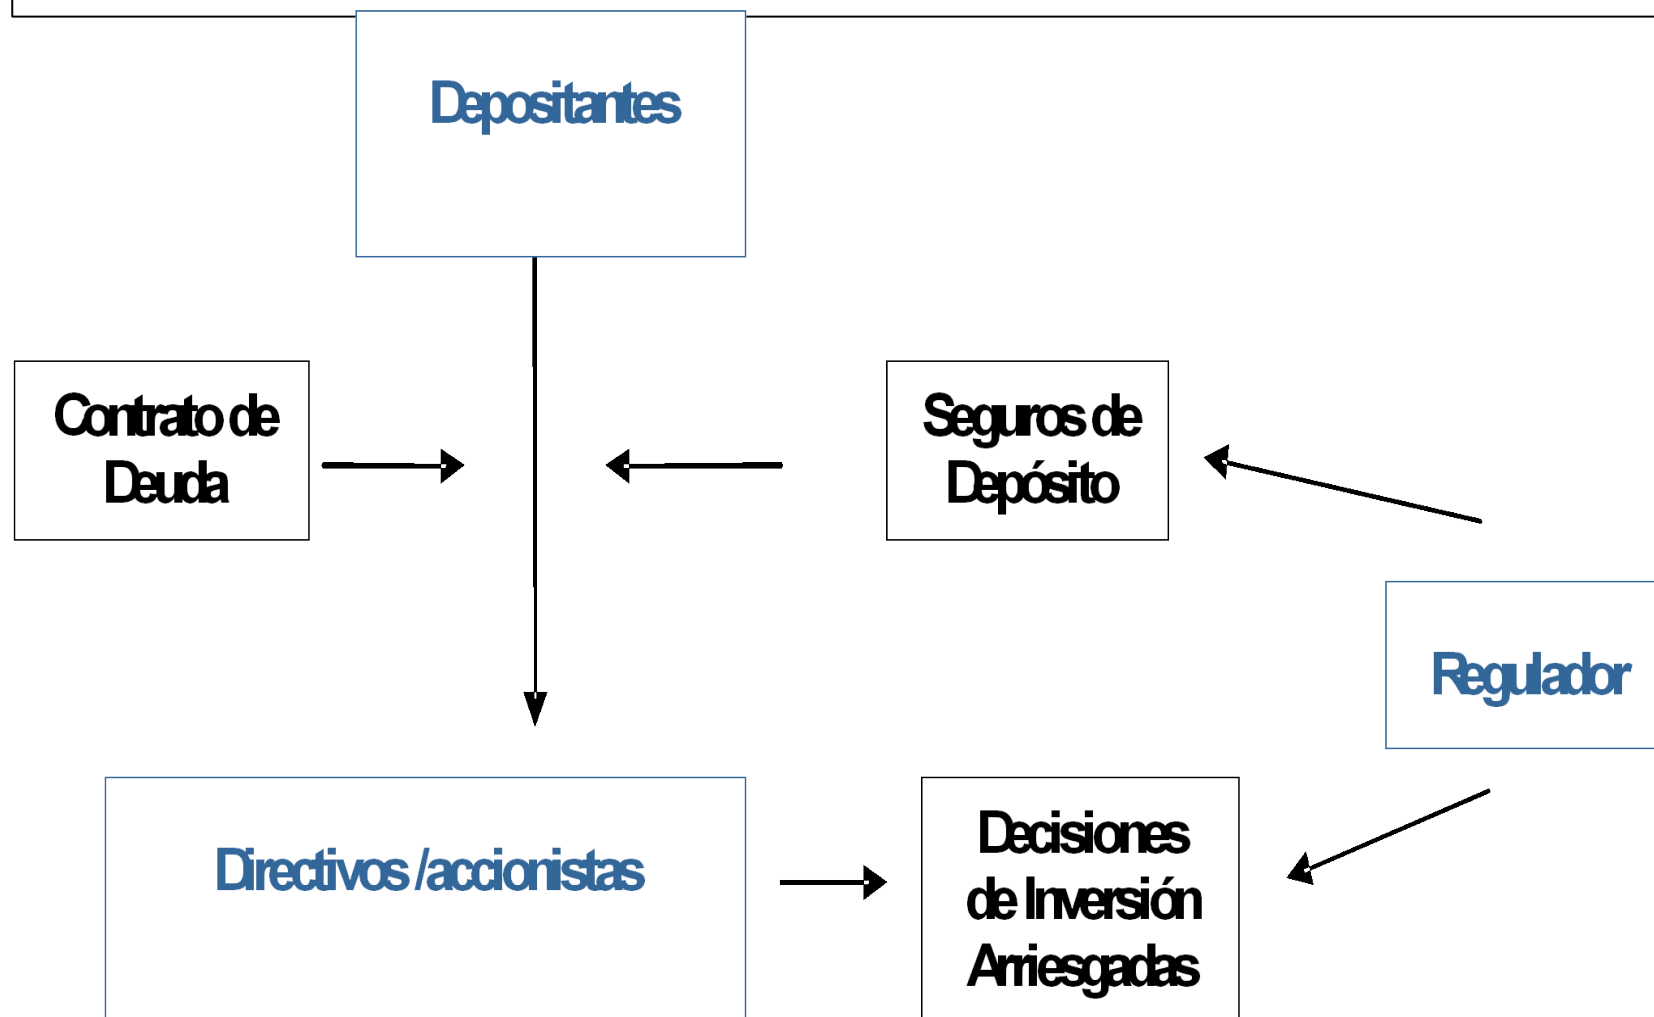 Depositantes
Contrato de
Deuda
Seguros de
Depósito
Regulador
Directivos /accionistas
Decisiones
de Inversión
Arriesgadas